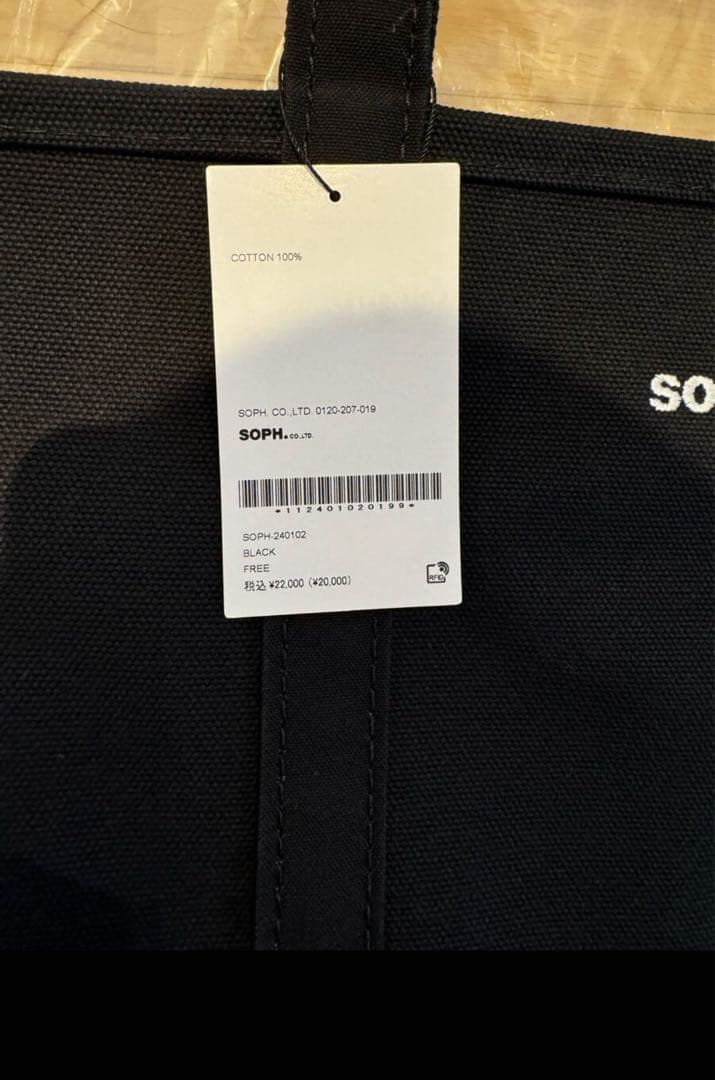 COTTON 100%
SOPH. CO.,LTD. 0120-207-019
SOPH.CO.,LTD.
*112401020199*
SOPH-240102
BLACK
FREE
税込 ¥22,000 (¥20,000)
RFID
SO